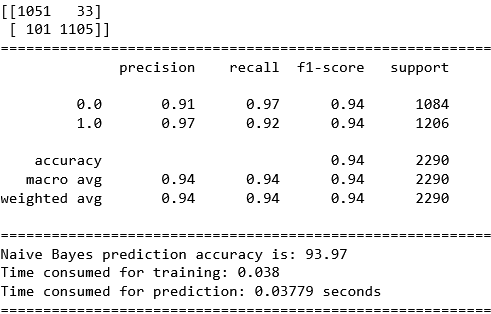 [[1051   33]
 [ 101 1105]]
============================================================
              precision    recall  f1-score   support

         0.0       0.91      0.97      0.94      1084
         1.0       0.97      0.92      0.94      1206

    accuracy                           0.94      2290
   macro avg       0.94      0.94      0.94      2290
weighted avg       0.94      0.94      0.94      2290

============================================================
Naive Bayes prediction accuracy is: 93.97
Time consumed for training: 0.038
Time consumed for prediction: 0.03779 seconds
============================================================